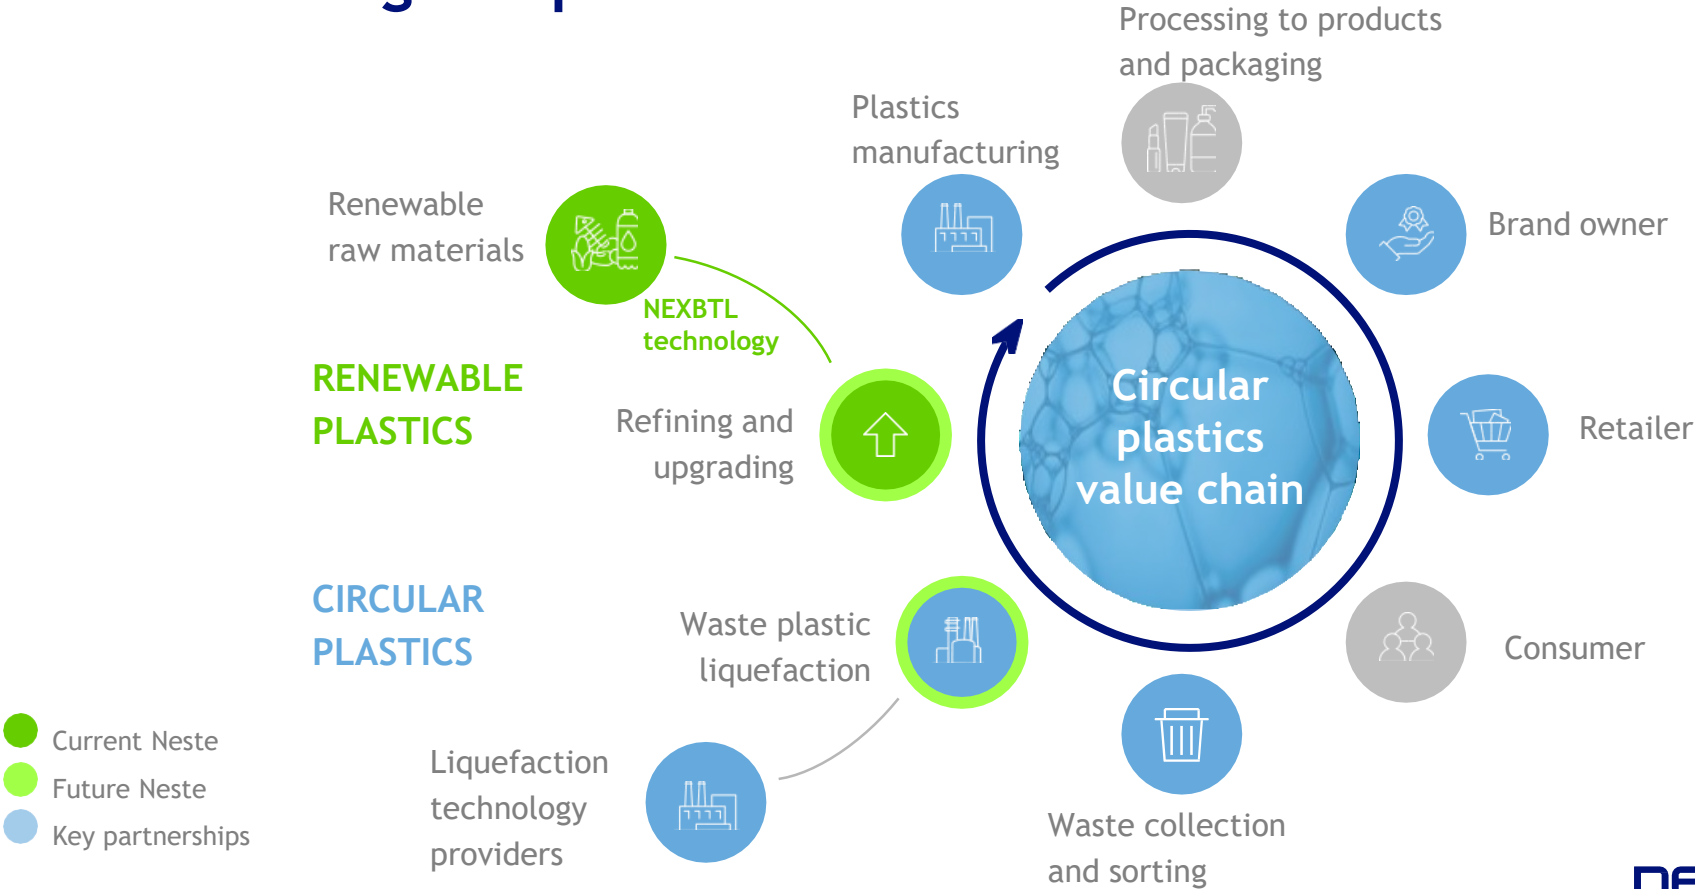 Processing to products
and packaging
Plastics
manufacturing
Renewable
raw materials
Brand owner
NEXBTL
technology
RENEWABLE
PLASTICS
Refining and
upgrading
Circular
plastics
value chain
Retailer
CIRCULAR
PLASTICS
Waste plastic
liquefaction
Consumer
Current Neste
Future Neste
Key partnerships
Liquefaction
technology
providers
Waste collection
and sorting